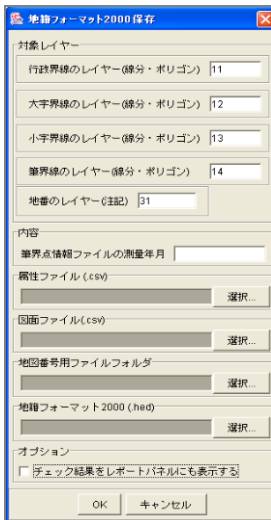 地籍フォーマット2000保存
対象レイヤー
行政界線のレイヤー(線分・ポリゴン) 11
大字界線のレイヤー(線分・ポリゴン) 12
小字界線のレイヤー(線分・ポリゴン) 13
筆界線のレイヤー(線分・ポリゴン) 14
地番のレイヤー(注記) 31
内容
筆界点情報ファイルの測量年月
属性ファイル(.csv)
選択...
図面ファイル(.csv)
選択...
地図番号用ファイルフォルダ
選択...
地籍フォーマット2000(.hed)
選択...
オプション
チェック結果をレポートパネルにも表示する
OK キャンセル